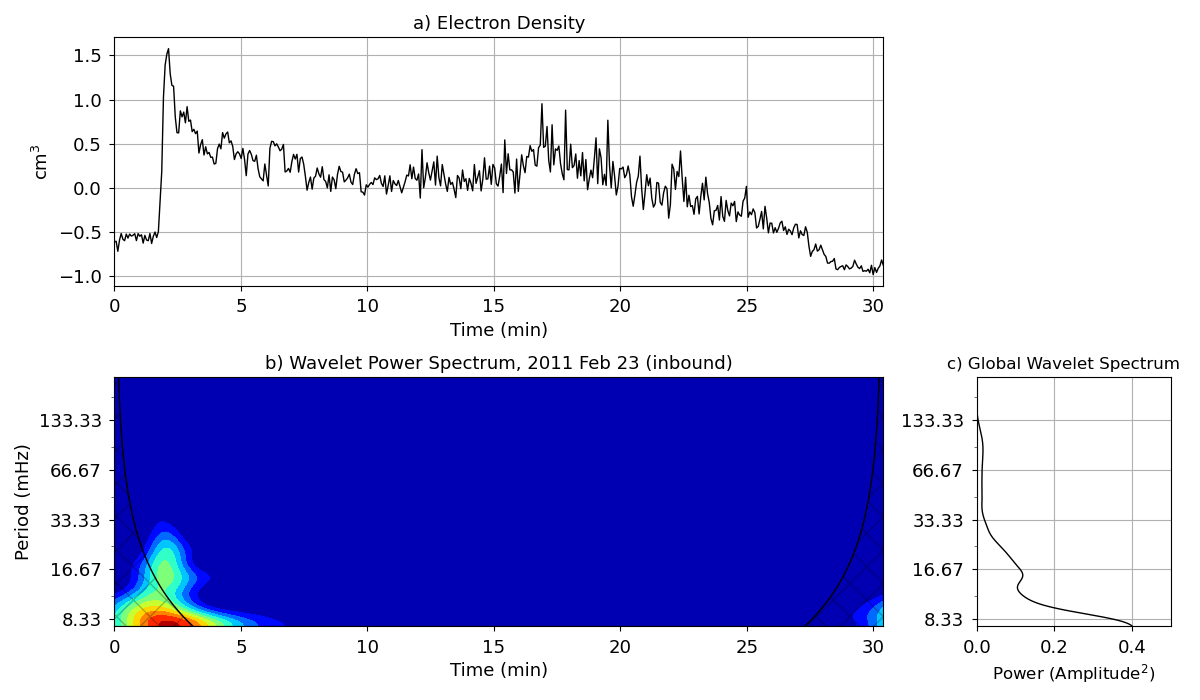 a) Electron Density
cm³
1.5
1.0
0.5
0.0
−0.5
−1.0
0 5 10 15 20 25 30
Time (min)
b) Wavelet Power Spectrum, 2011 Feb 23 (inbound)
Period (mHz)
133.33
66.67
33.33
16.67
8.33
0 5 10 15 20 25 30
Time (min)
c) Global Wavelet Spectrum
133.33
66.67
33.33
16.67
8.33
0.0 0.2 0.4
Power (Amplitude²)